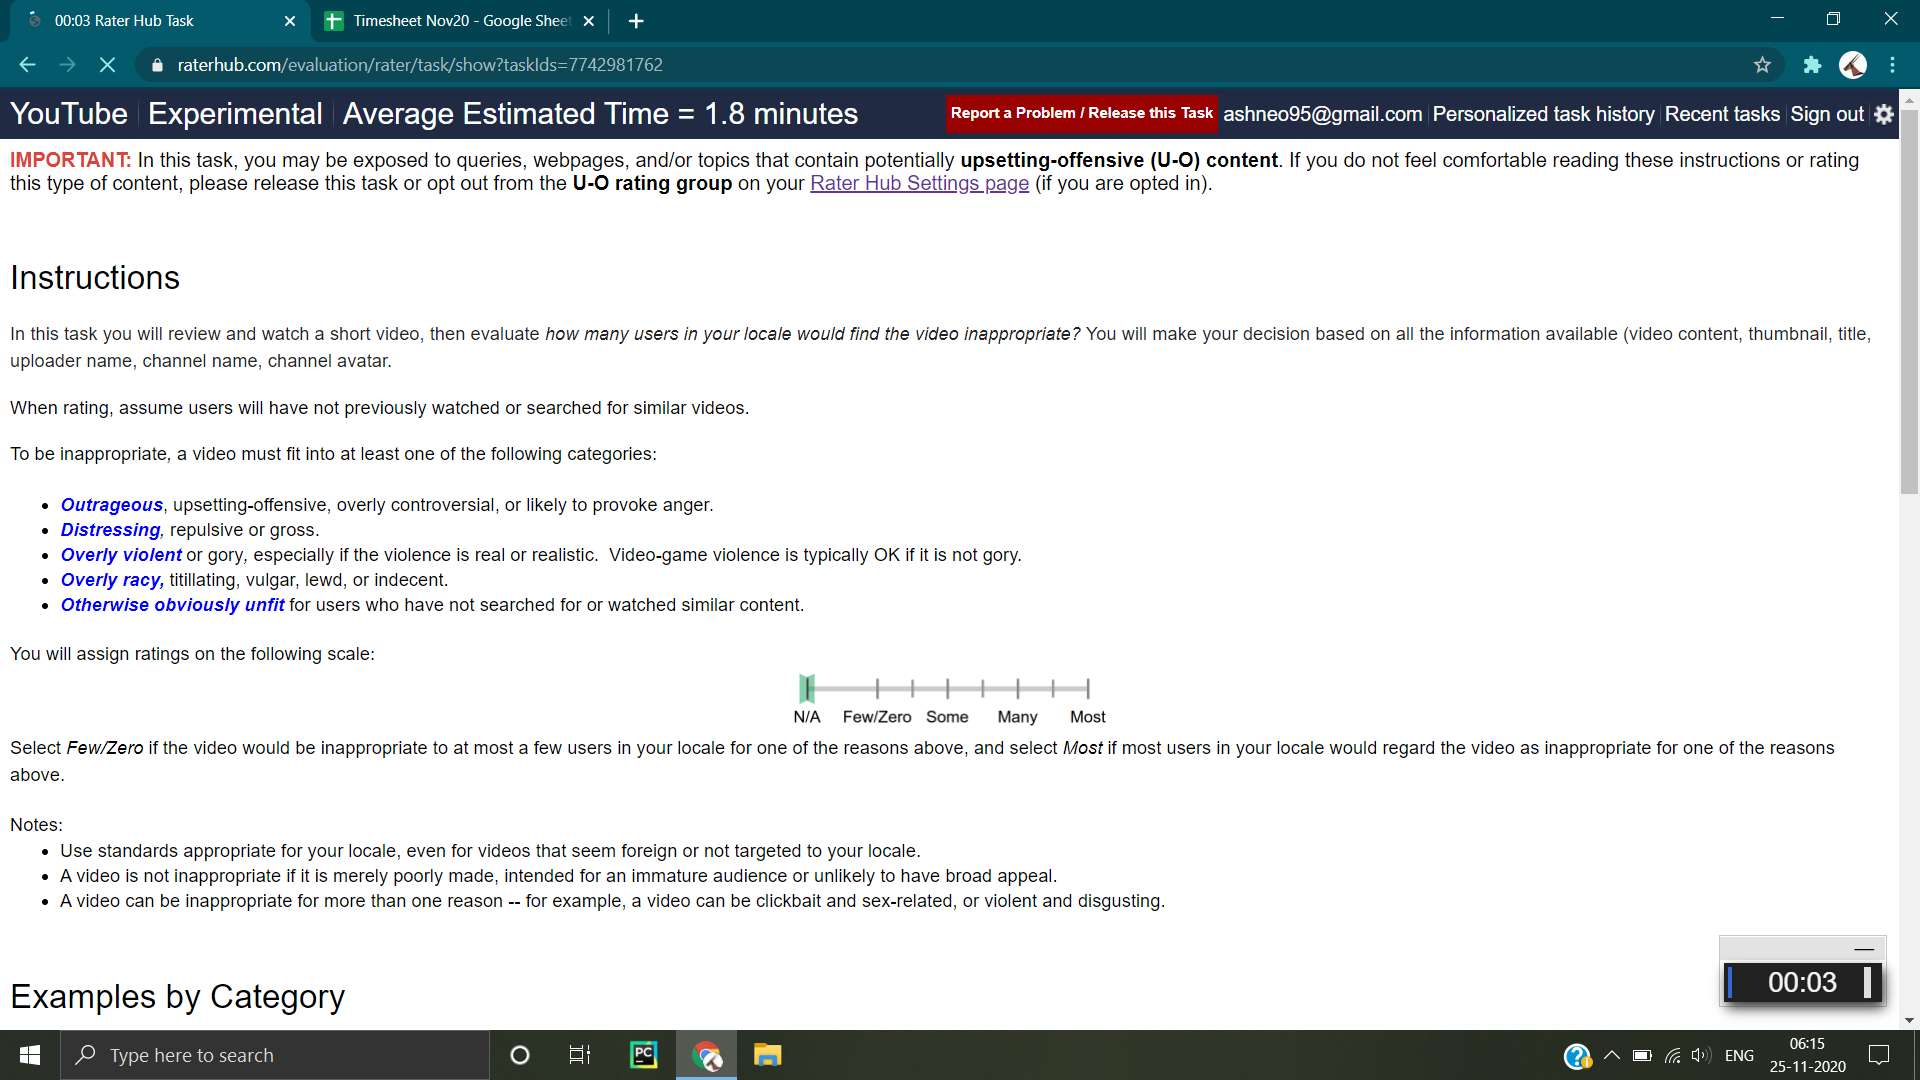 00:03 Rater Hub Task
Timesheet Nov20 - Google Sheet
raterhub.com/evaluation/rater/task/show?taskIds=7742981762
YouTube Experimental Average Estimated Time = 1.8 minutes
Report a Problem / Release this Task ashneo95@gmail.com Personalized task history Recent tasks Sign out
IMPORTANT: In this task, you may be exposed to queries, webpages, and/or topics that contain potentially upsetting-offensive (U-O) content. If you do not feel comfortable reading these instructions or rating
this type of content, please release this task or opt out from the U-O rating group on your Rater Hub Settings page (if you are opted in).
Instructions
In this task you will review and watch a short video, then evaluate how many users in your locale would find the video inappropriate? You will make your decision based on all the information available (video content, thumbnail, title,
uploader name, channel name, channel avatar.
When rating, assume users will have not previously watched or searched for similar videos.
To be inappropriate, a video must fit into at least one of the following categories:
• Outrageous, upsetting-offensive, overly controversial, or likely to provoke anger.
• Distressing, repulsive or gross.
• Overly violent or gory, especially if the violence is real or realistic. Video-game violence is typically OK if it is not gory.
• Overly racy, titillating, vulgar, lewd, or indecent.
• Otherwise obviously unfit for users who have not searched for or watched similar content.
You will assign ratings on the following scale:
N/A Few/Zero Some Many Most
Select Few/Zero if the video would be inappropriate to at most a few users in your locale for one of the reasons above, and select Most if most users in your locale would regard the video as inappropriate for one of the reasons
above.
Notes:
• Use standards appropriate for your locale, even for videos that seem foreign or not targeted to your locale.
• A video is not inappropriate if it is merely poorly made, intended for an immature audience or unlikely to have broad appeal.
• A video can be inappropriate for more than one reason -- for example, a video can be clickbait and sex-related, or violent and disgusting.
00:03
Examples by Category
Type here to search
PC
ENG
06:15
25-11-2020